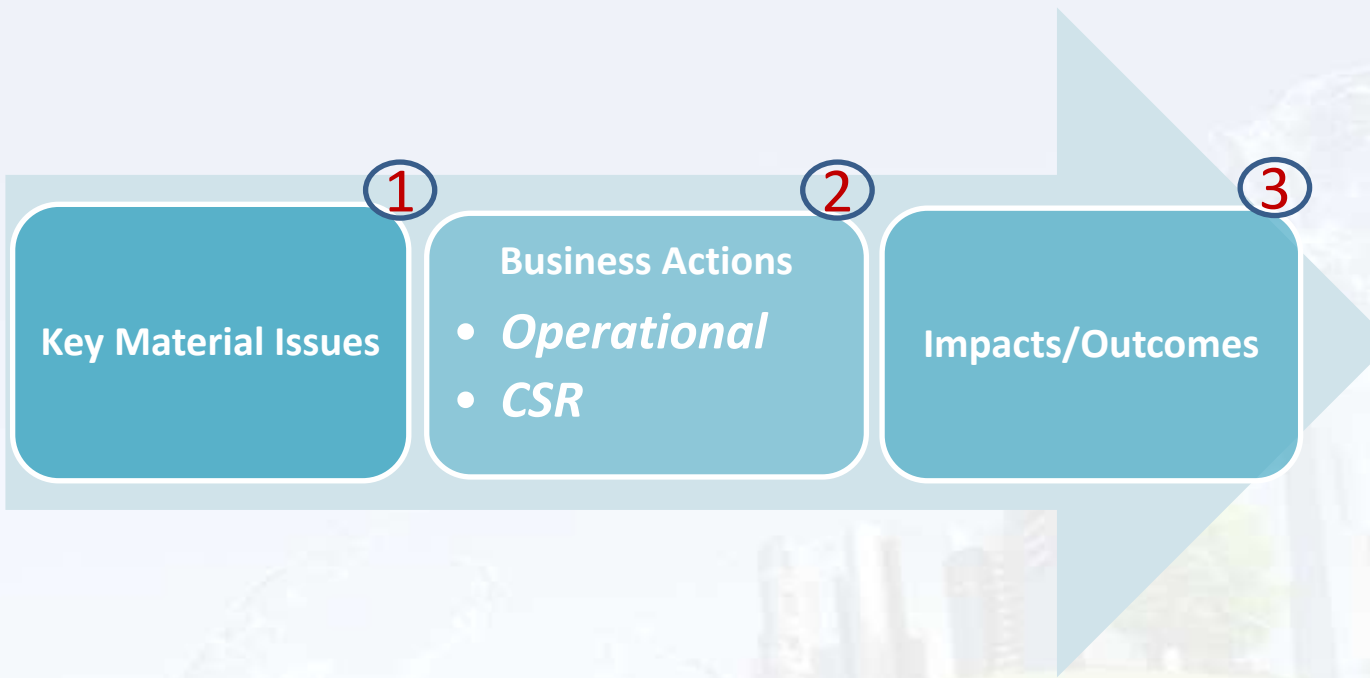 1
Key Material Issues
2
Business Actions
• Operational
• CSR
3
Impacts/Outcomes